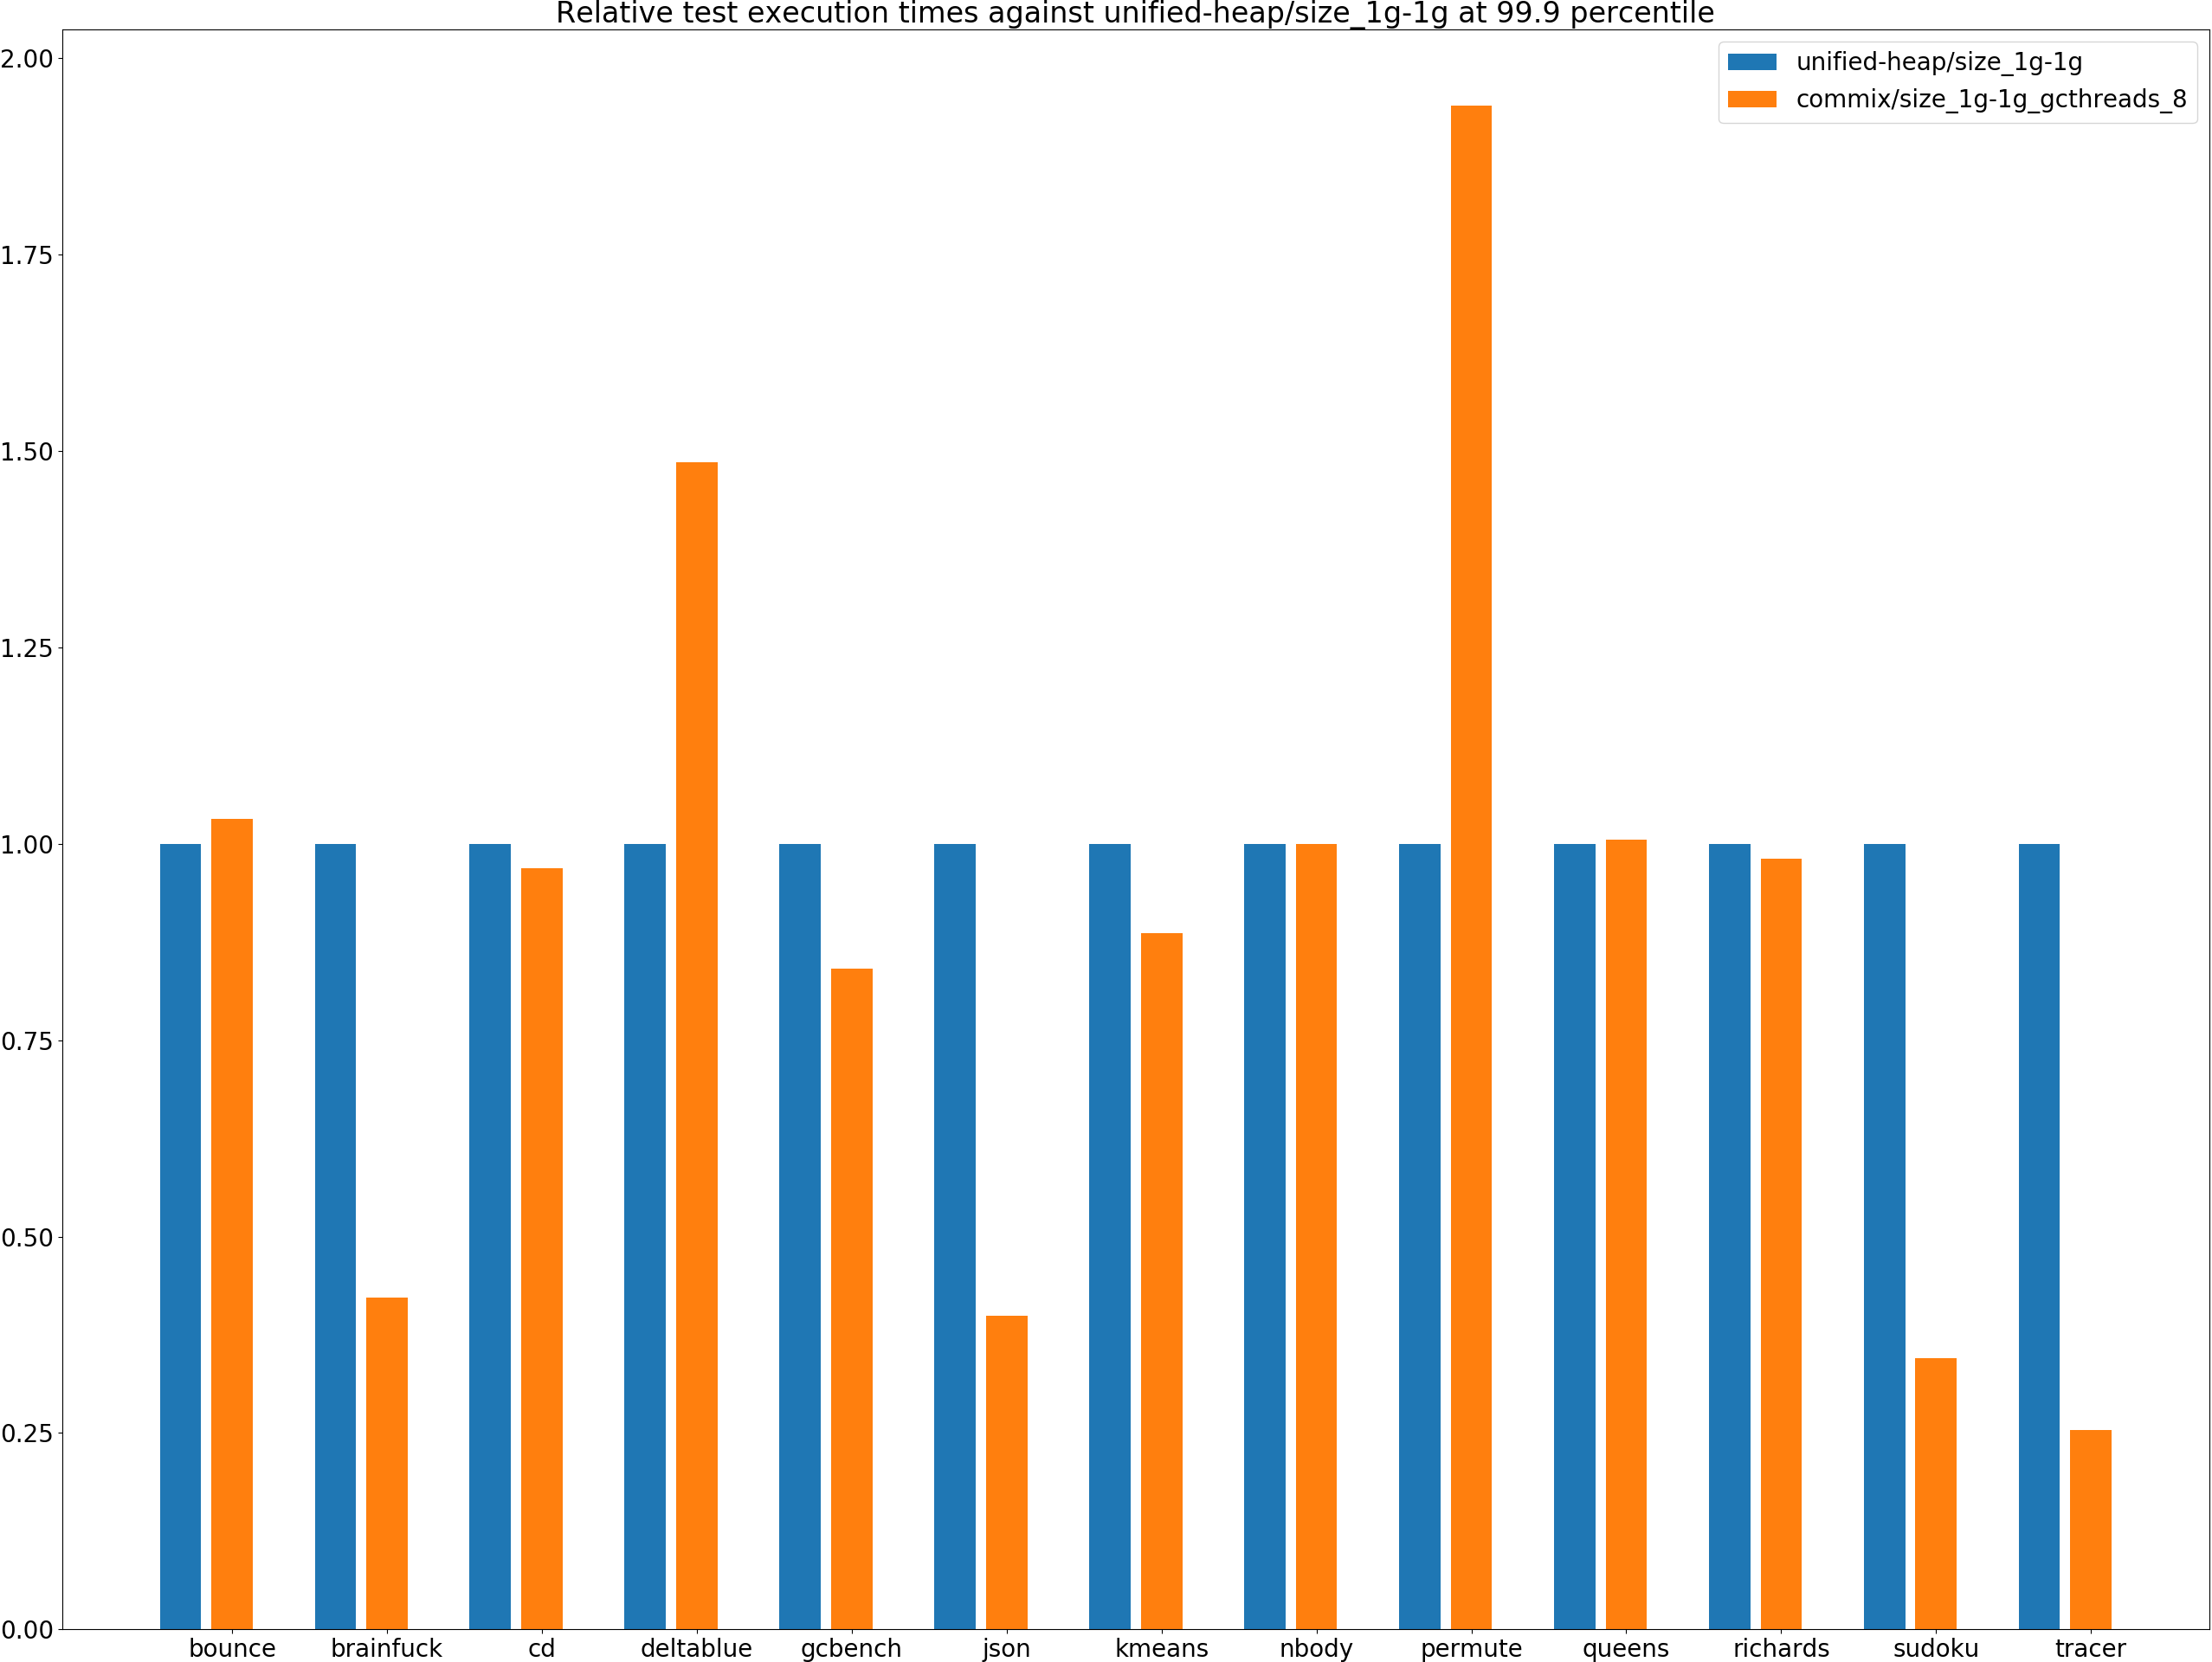 Relative test execution times against unified-heap/size_1g-1g at 99.9 percentile
unified-heap/size_1g-1g
commix/size_1g-1g_gcthreads_8
2.00
1.75
1.50
1.25
1.00
0.75
0.50
0.25
0.00
bounce brainfuck cd deltablue gcbench json kmeans nbody permute queens richards sudoku tracer